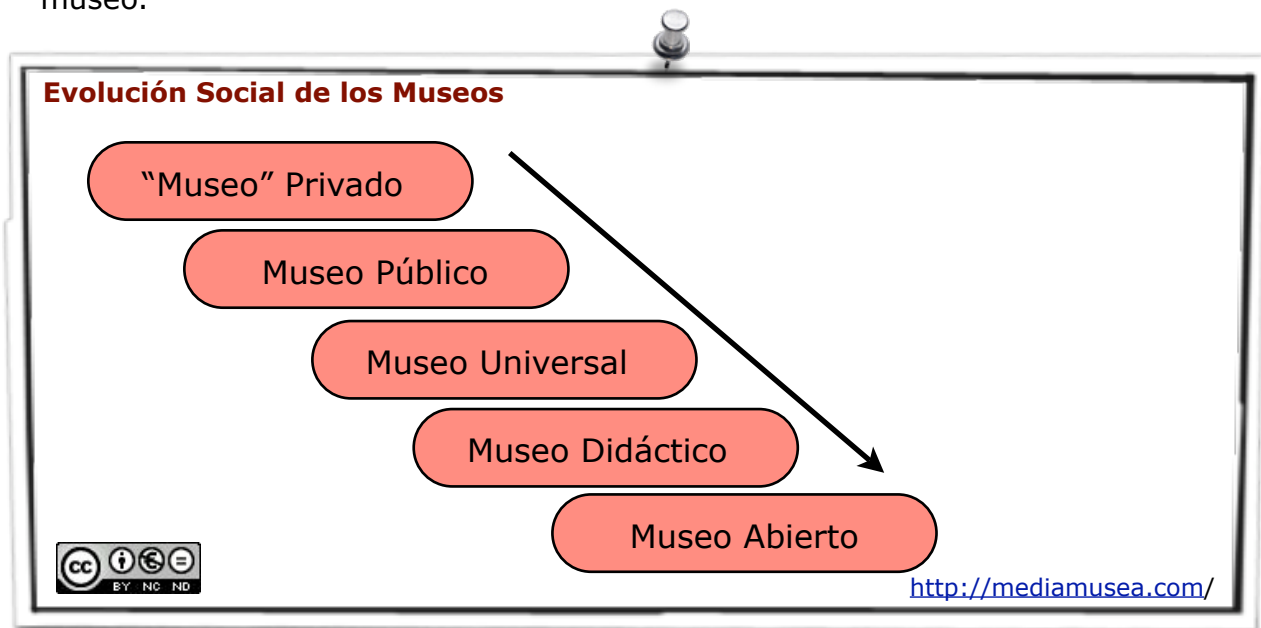 museo.
Evolución Social de los Museos
“Museo” Privado
Museo Público
Museo Universal
Museo Didáctico
Museo Abierto
cc
BY NC ND
http://mediamusea.com/